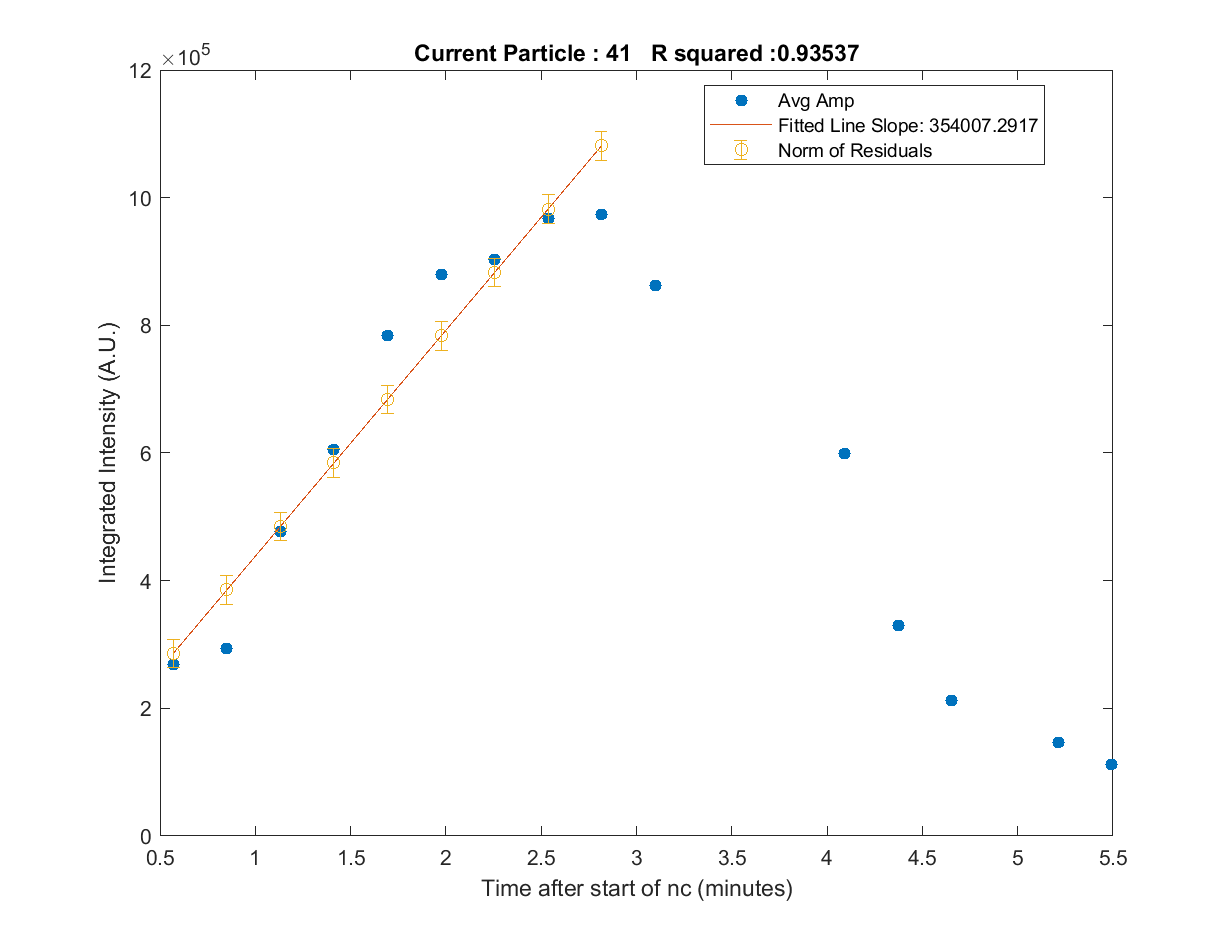 Current Particle : 41   R squared :0.93537
×10^5
Avg Amp
Fitted Line Slope: 354007.2917
Norm of Residuals
12
10
8
6
4
2
0
Integrated Intensity (A.U.)
0.5 1 1.5 2 2.5 3 3.5 4 4.5 5 5.5
Time after start of nc (minutes)